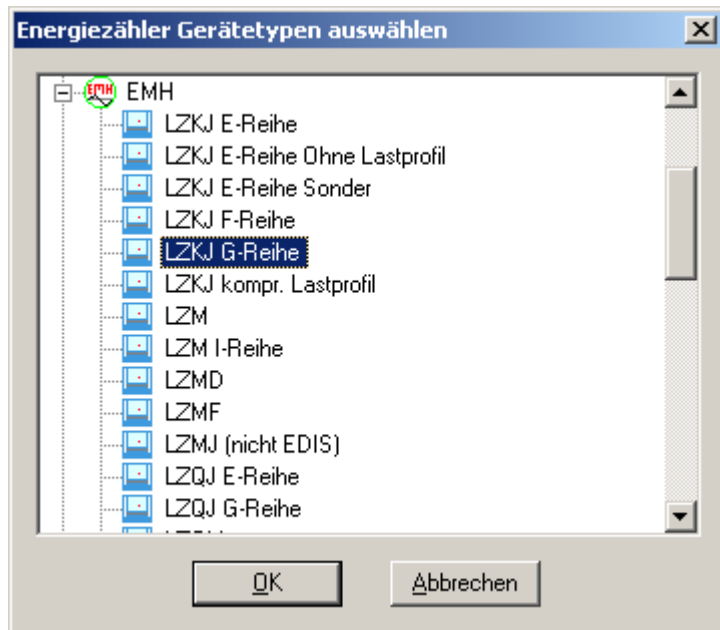 Energiezähler Gerätetypen auswählen
EMH
EMH
LZKJ E-Reihe
LZKJ E-Reihe Ohne Lastprofil
LZKJ E-Reihe Sonder
LZKJ F-Reihe
LZKJ G-Reihe
LZKJ kompr. Lastprofil
LZM
LZM I-Reihe
LZMD
LZMF
LZMJ (nicht EDIS)
LZQJ E-Reihe
LZQJ G-Reihe
OK
Abbrechen